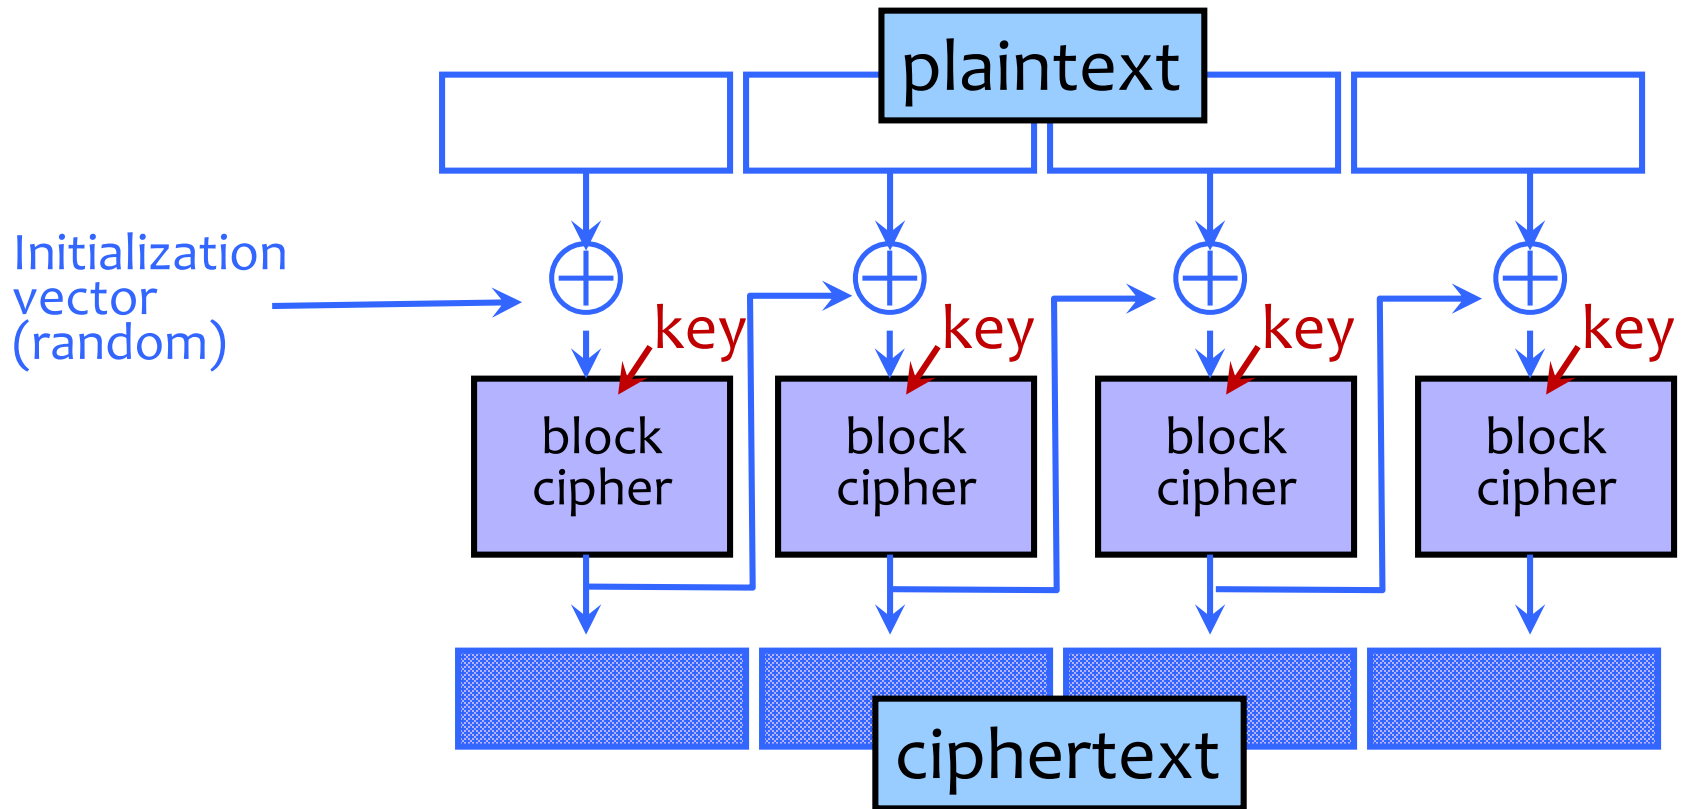 plaintext
Initialization
vector
(random)
key
key
key
key
block
cipher
block
cipher
block
cipher
block
cipher
ciphertext